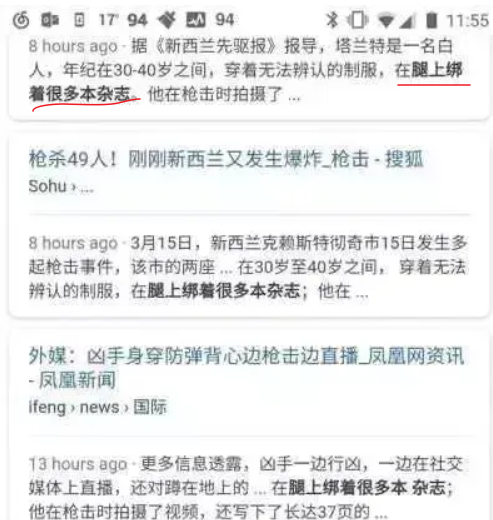 17° 94 94 11:55
8 hours ago · 据《新西兰先驱报》报导，塔兰特是一名白
人，年纪在30-40岁之间，穿着无法辨认的制服，在腿上绑
着很多本杂志。他在枪击时拍摄了 ...
枪杀49人！刚刚新西兰又发生爆炸_枪击 - 搜狐
Sohu › ...
8 hours ago · 3月15日，新西兰克赖斯特彻奇市15日发生多
起枪击事件，该市的两座 ... 在30岁至40岁之间， 穿着无法
辨认的制服，在腿上绑着很多本杂志；他在 ...
外媒：凶手身穿防弹背心边枪击边直播_凤凰网资讯
- 凤凰新闻
ifeng › news › 国际
13 hours ago · 更多信息透露，凶手一边行凶，一边在社交
媒体上直播，还对蹲在地上的 ... 在腿上绑着很多本 杂志；
他在枪击时拍摄了视频，还写下了长达37页的 ...